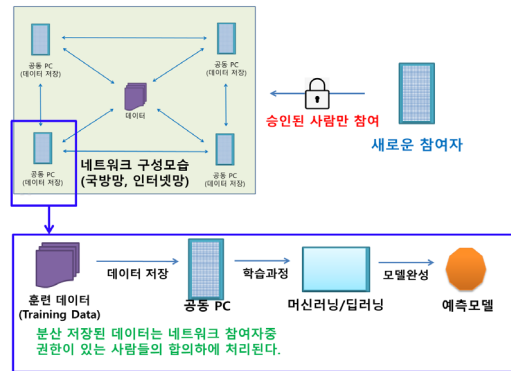 공동 PC
(데이터 저장)
공동 PC
(데이터 저장)
데이터
공동 PC
(데이터 저장)
공동 PC
(데이터 저장)
네트워크 구성모습
(국방망, 인터넷망)
승인된 사람만 참여
새로운 참여자
훈련 데이터
(Training Data)
데이터 저장
공동 PC
학습과정
머신러닝/딥러닝
모델완성
예측모델
분산 저장된 데이터는 네트워크 참여자중
권한이 있는 사람들의 합의하에 처리된다.